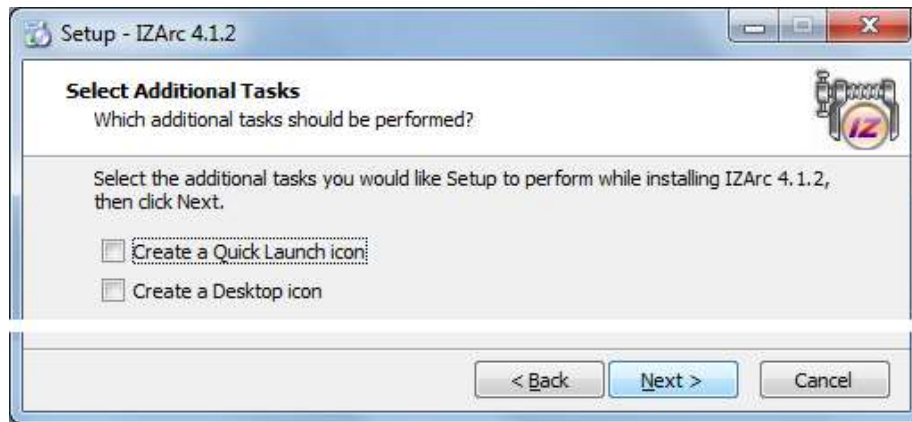 Setup - IZArc 4.1.2
Select Additional Tasks
Which additional tasks should be performed?
IZ
Select the additional tasks you would like Setup to perform while installing IZArc 4.1.2,
then click Next.
Create a Quick Launch icon
Create a Desktop icon
< Back Next > Cancel